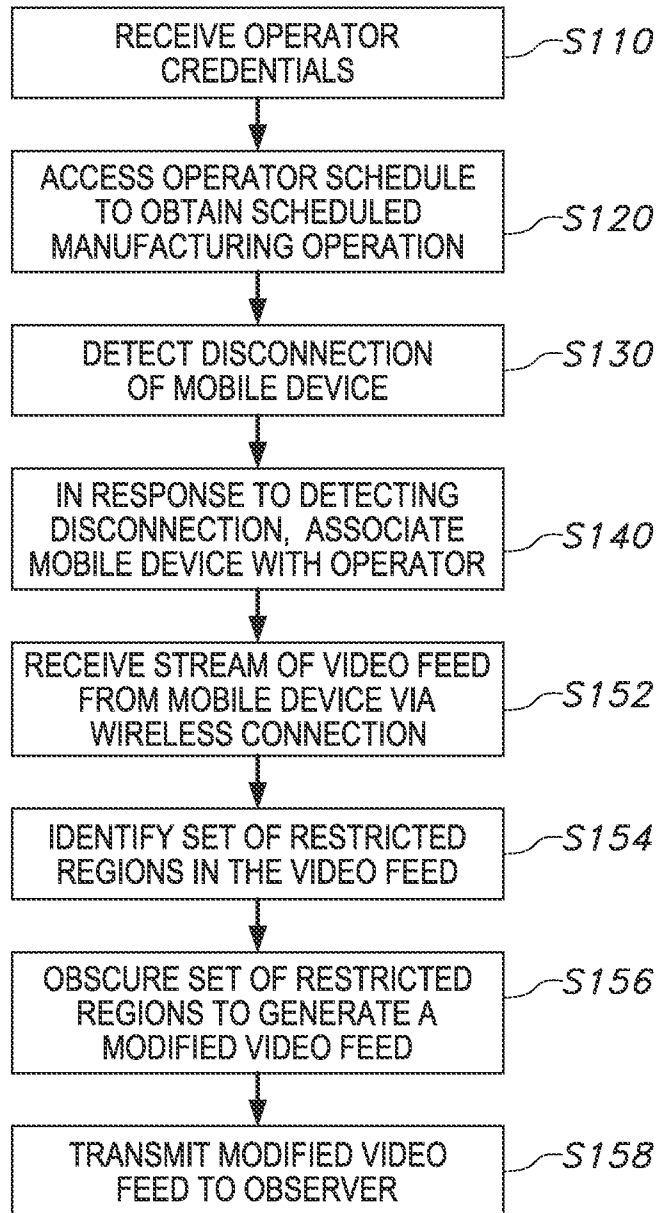 RECEIVE OPERATOR
CREDENTIALS
S110
ACCESS OPERATOR SCHEDULE
TO OBTAIN SCHEDULED
MANUFACTURING OPERATION
S120
DETECT DISCONNECTION
OF MOBILE DEVICE
S130
IN RESPONSE TO DETECTING
DISCONNECTION, ASSOCIATE
MOBILE DEVICE WITH OPERATOR
S140
RECEIVE STREAM OF VIDEO FEED
FROM MOBILE DEVICE VIA
WIRELESS CONNECTION
S152
IDENTIFY SET OF RESTRICTED
REGIONS IN THE VIDEO FEED
S154
OBSCURE SET OF RESTRICTED
REGIONS TO GENERATE A
MODIFIED VIDEO FEED
S156
TRANSMIT MODIFIED VIDEO
FEED TO OBSERVER
S158